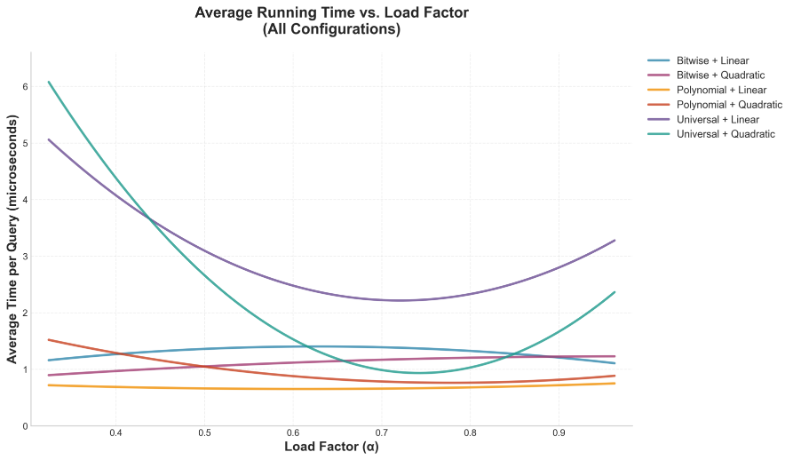 Average Running Time vs. Load Factor
(All Configurations)
Average Time per Query (microseconds)
6
5
4
3
2
1
0
0.4
0.5
0.6
0.7
0.8
0.9
Load Factor (α)
Bitwise + Linear
Bitwise + Quadratic
Polynomial + Linear
Polynomial + Quadratic
Universal + Linear
Universal + Quadratic